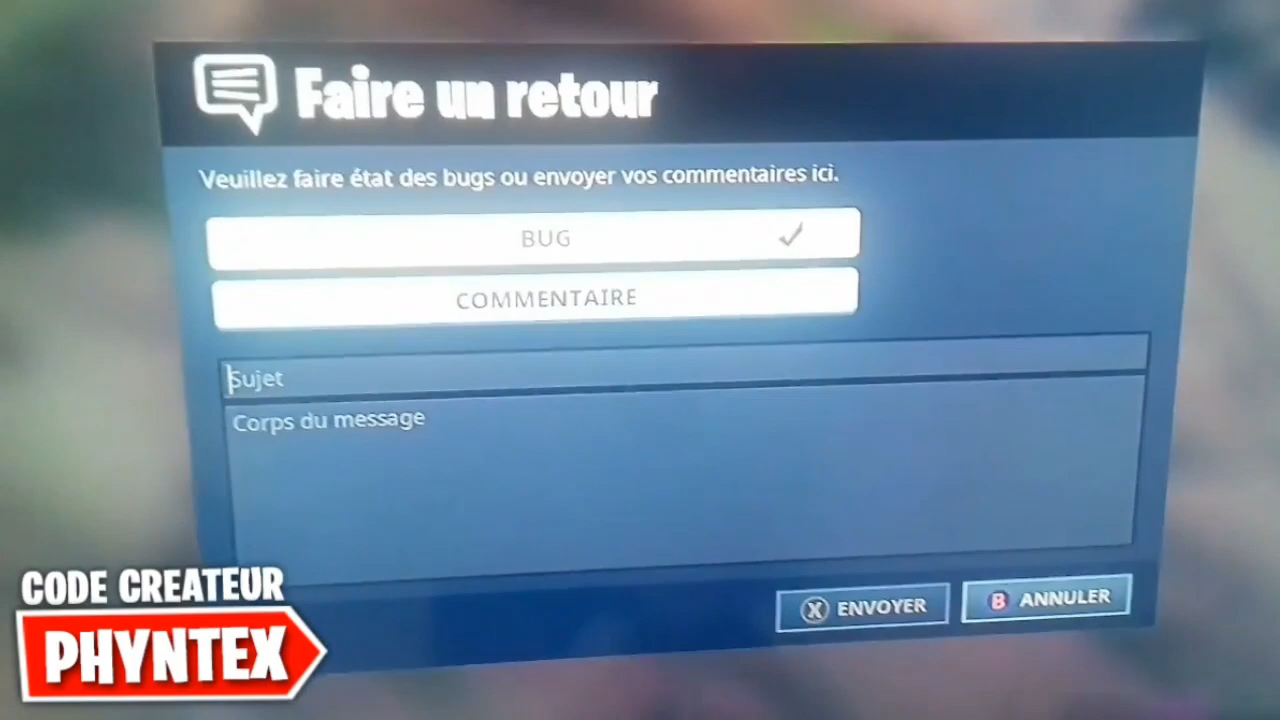 Faire un retour
Veuillez faire état des bugs ou envoyer vos commentaires ici.
BUG
COMMENTAIRE
Sujet
Corps du message
X ENVOYER
B ANNULER
CODE CREATEUR
PHYNTEX